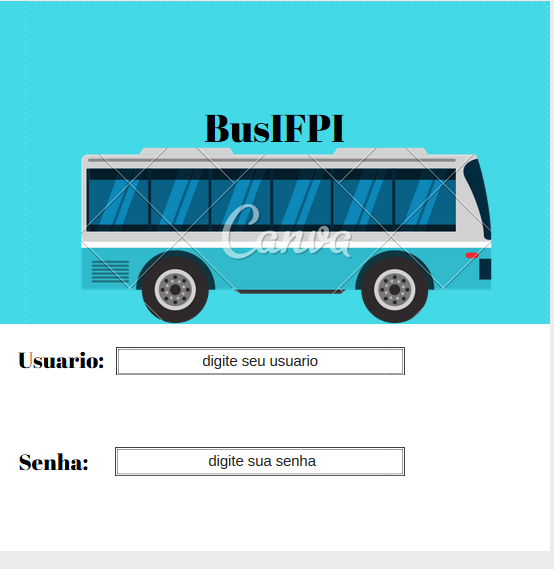 BusIFPI
Canva
Usuario:
digite seu usuario
Senha:
digite sua senha